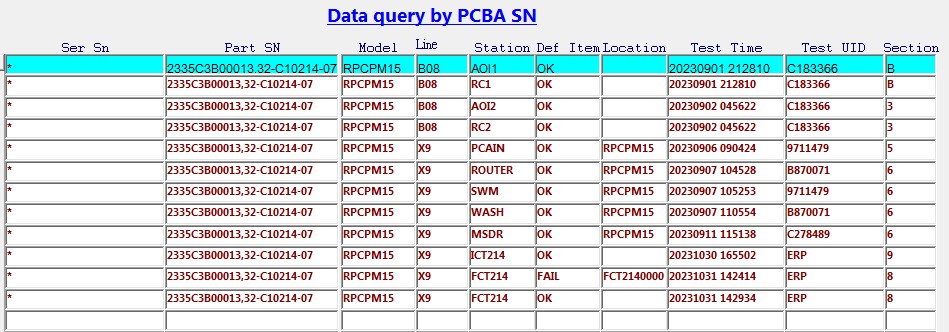 Data query by PCBA SN
Ser Sn Part SN Model Line Station Def Item Location Test Time Test UID Section
* 2335C3B00013.32-C10214-07 RPCPM15 B08 AOI1 OK 20230901 212810 C183366 B
* 2335C3B00013,32-C10214-07 RPCPM15 B08 RC1 OK 20230901 212810 C183366 B
* 2335C3B00013,32-C10214-07 RPCPM15 B08 AOI2 OK 20230902 045622 C183366 3
* 2335C3B00013,32-C10214-07 RPCPM15 B08 RC2 OK 20230902 045622 C183366 3
* 2335C3B00013,32-C10214-07 RPCPM15 X9 PCAIN OK RPCPM15 20230906 090424 9711479 5
* 2335C3B00013,32-C10214-07 RPCPM15 X9 ROUTER OK RPCPM15 20230907 104528 B870071 6
* 2335C3B00013,32-C10214-07 RPCPM15 X9 SWM OK RPCPM15 20230907 105253 9711479 6
* 2335C3B00013,32-C10214-07 RPCPM15 X9 WASH OK RPCPM15 20230907 110554 B870071 6
* 2335C3B00013,32-C10214-07 RPCPM15 X9 MSDR OK RPCPM15 20230911 115138 C278489 6
* 2335C3B00013,32-C10214-07 RPCPM15 X9 ICT214 OK 20231030 165502 ERP 9
* 2335C3B00013,32-C10214-07 RPCPM15 X9 FCT214 FAIL FCT2140000 20231031 142414 ERP 8
* 2335C3B00013,32-C10214-07 RPCPM15 X9 FCT214 OK 20231031 142934 ERP 8